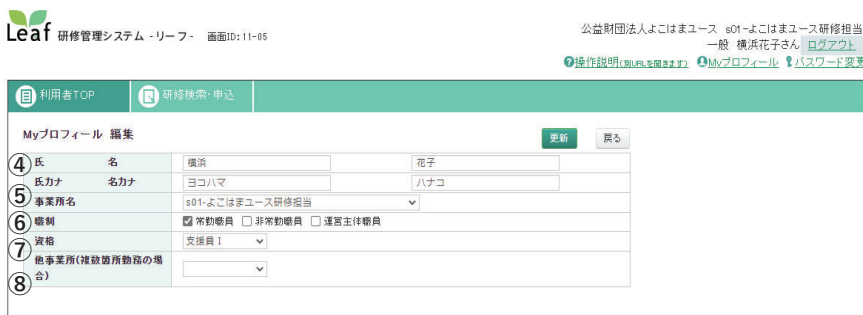 Leaf 研修管理システム -リーフ- 画面ID:11-05
公益財団法人よこはまユース s01-よこはまユース研修担当
一般 横浜花子さん ログアウト
操作説明(別URLを開きます) Myプロフィール パスワード変更
利用者TOP 研修検索・申込
Myプロフィール 編集 更新 戻る
④ 氏 名 横浜 花子
氏カナ 名カナ ヨコハマ ハナコ
⑤ 事業所名 s01-よこはまユース研修担当
⑥ 職制 常勤職員 非常勤職員 運営主体職員
⑦ 資格 支援員Ⅰ
⑧ 他事業所(複数箇所勤務の場
合)